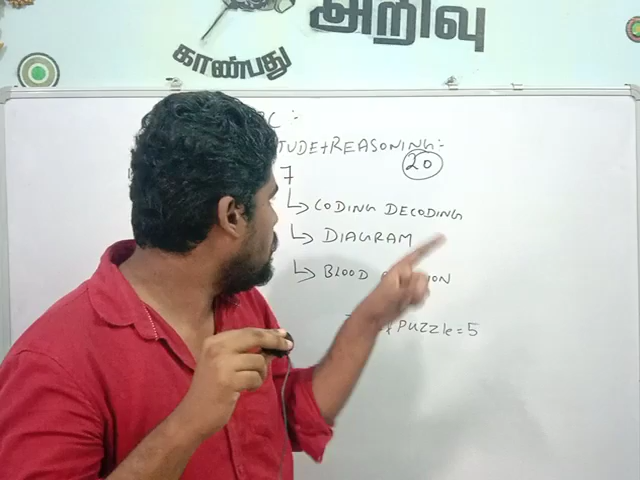 அறிவு
காண்பது
C :-
TUDE+REASONING:-
20
7
CODING DECODING
DIAGRAM
BLOOD
PUZZLE = 5